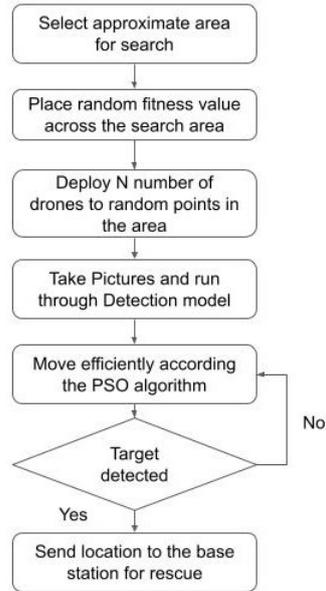 Select approximate area
for search
Place random fitness value
across the search area
Deploy N number of
drones to random points in
the area
Take Pictures and run
through Detection model
Move efficiently according
the PSO algorithm
No
Target
detected
Yes
Send location to the base
station for rescue